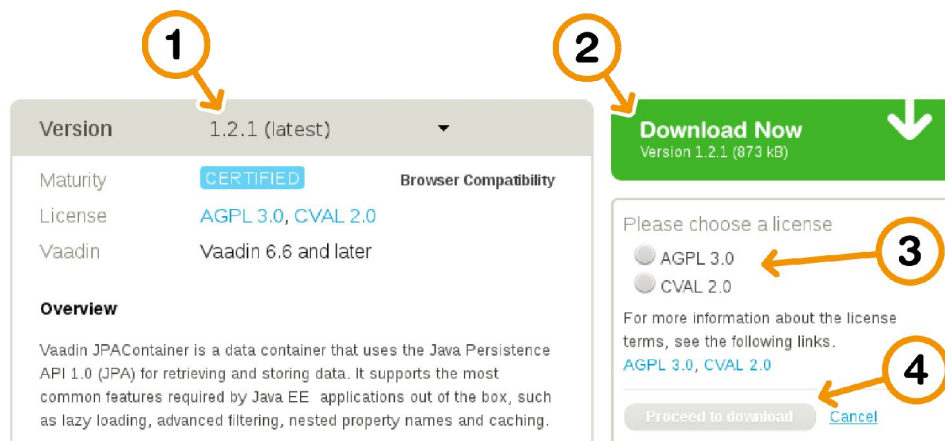 1
2
Version 1.2.1 (latest)
Maturity CERTIFIED Browser Compatibility
License AGPL 3.0, CVAL 2.0
Vaadin Vaadin 6.6 and later
Overview
Vaadin JPAContainer is a data container that uses the Java Persistence
API 1.0 (JPA) for retrieving and storing data. It supports the most
common features required by Java EE applications out of the box, such
as lazy loading, advanced filtering, nested property names and caching.
Download Now
Version 1.2.1 (873 kB)
Please choose a license
3
AGPL 3.0
CVAL 2.0
For more information about the license
terms, see the following links.
AGPL 3.0, CVAL 2.0
4
Proceed to download Cancel